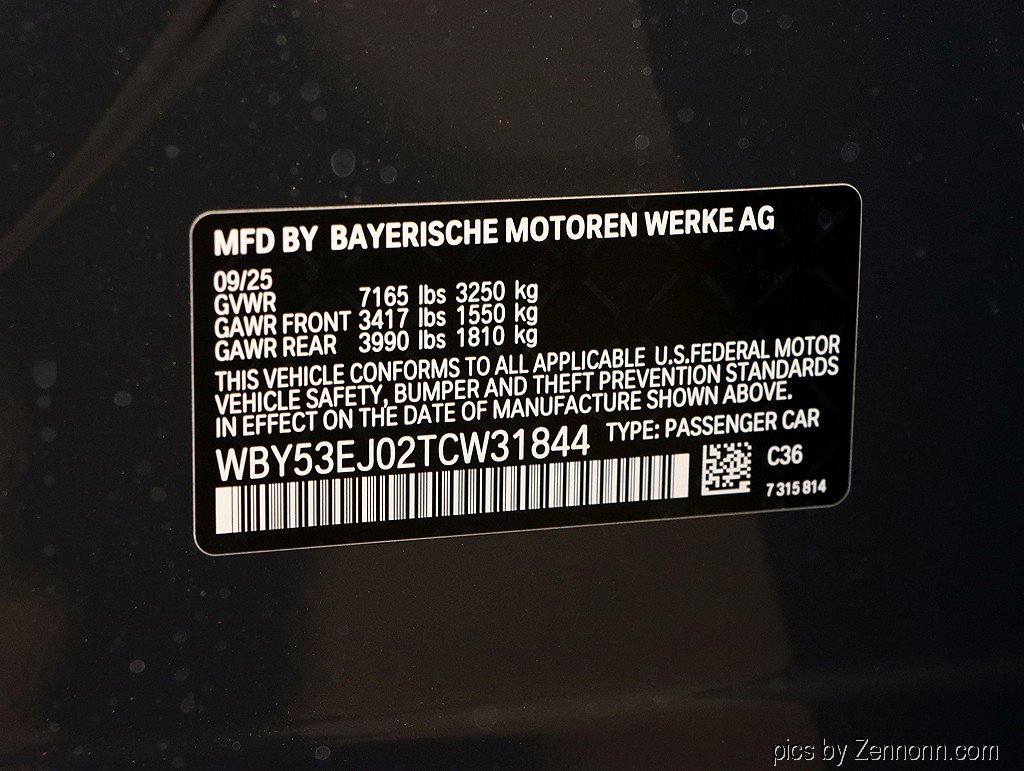 MFD BY BAYERISCHE MOTOREN WERKE AG
09/25
GVWR 7165 lbs 3250 kg
GAWR FRONT 3417 lbs 1550 kg
GAWR REAR 3990 lbs 1810 kg
THIS VEHICLE CONFORMS TO ALL APPLICABLE U.S.FEDERAL MOTOR
VEHICLE SAFETY, BUMPER AND THEFT PREVENTION STANDARDS
IN EFFECT ON THE DATE OF MANUFACTURE SHOWN ABOVE.
WBY53EJ02TCW31844 TYPE: PASSENGER CAR
C36
7 315 814
pics by Zennonn.com